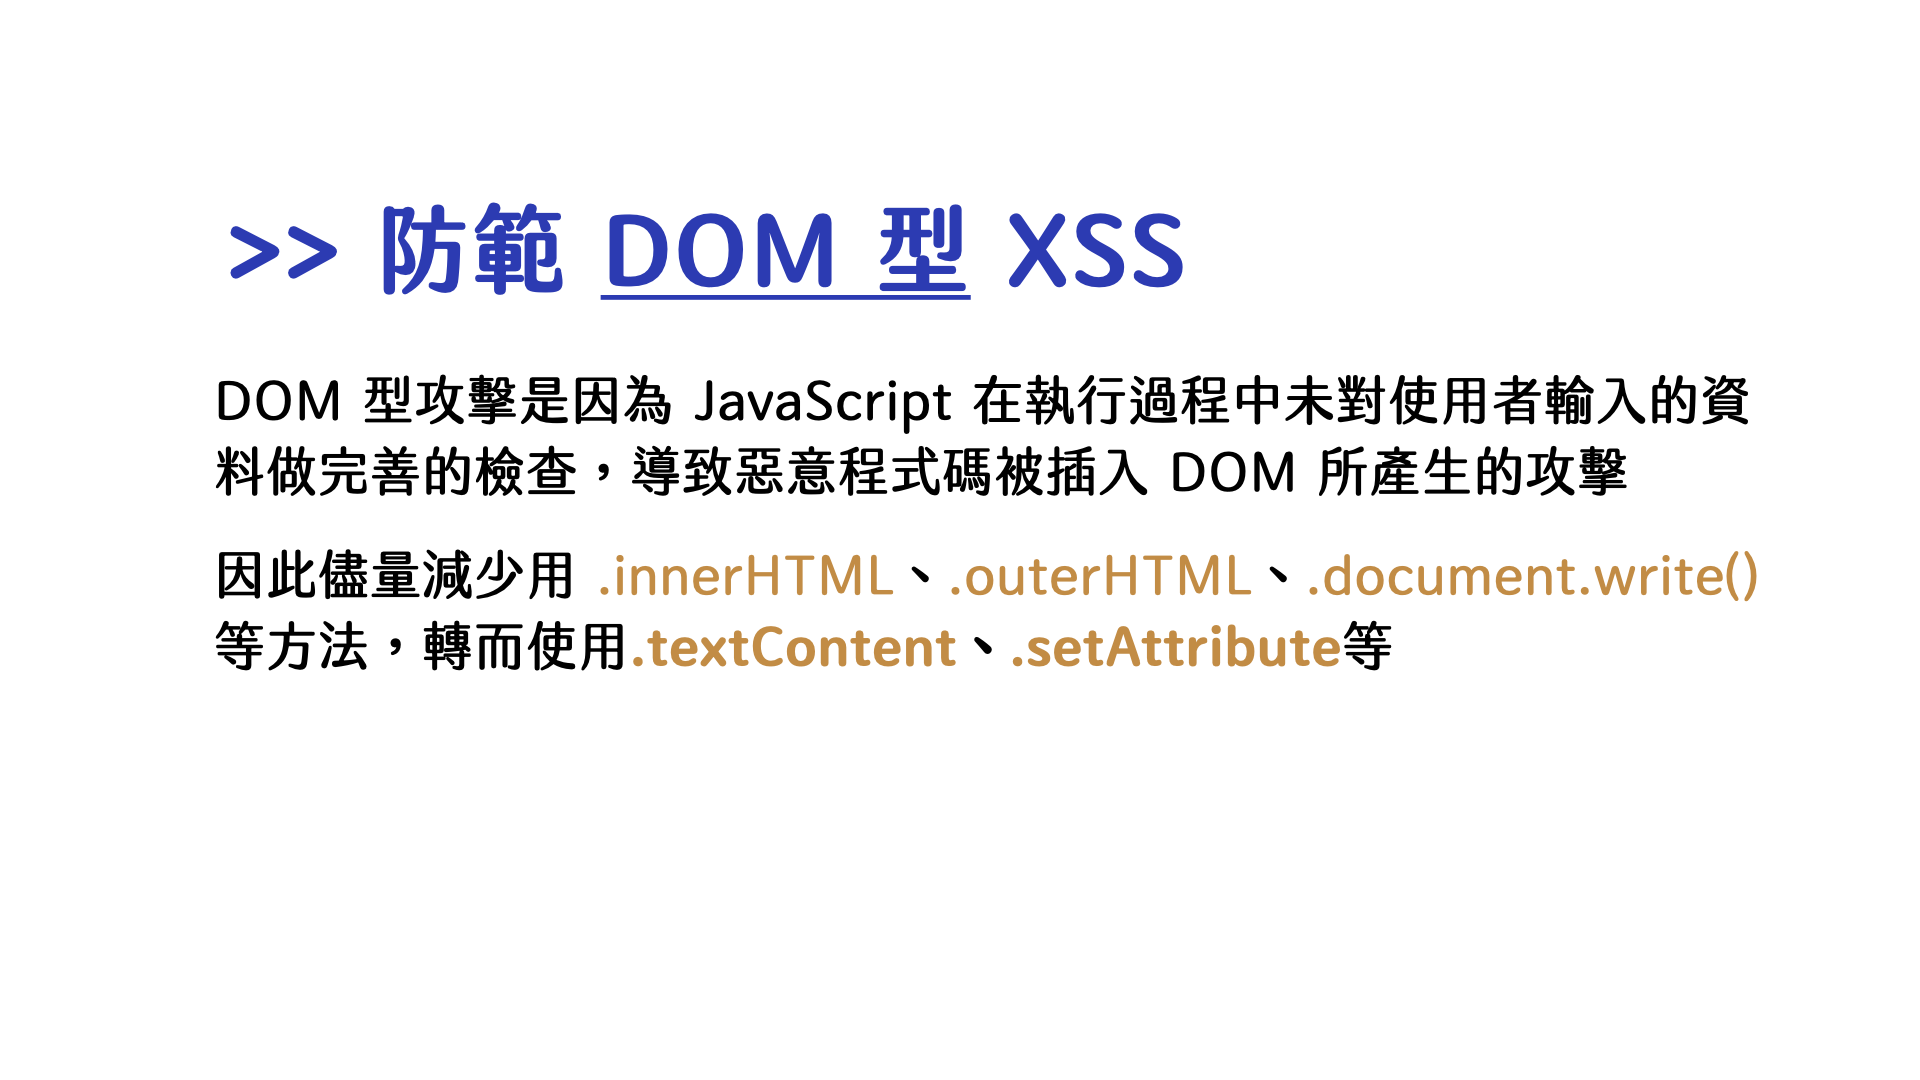 >> 防範 DOM 型 XSS
DOM 型攻擊是因為 JavaScript 在執行過程中未對使用者輸入的資
料做完善的檢查，導致惡意程式碼被插入 DOM 所產生的攻擊
因此儘量減少用 .innerHTML、.outerHTML、.document.write()
等方法，轉而使用.textContent、.setAttribute等